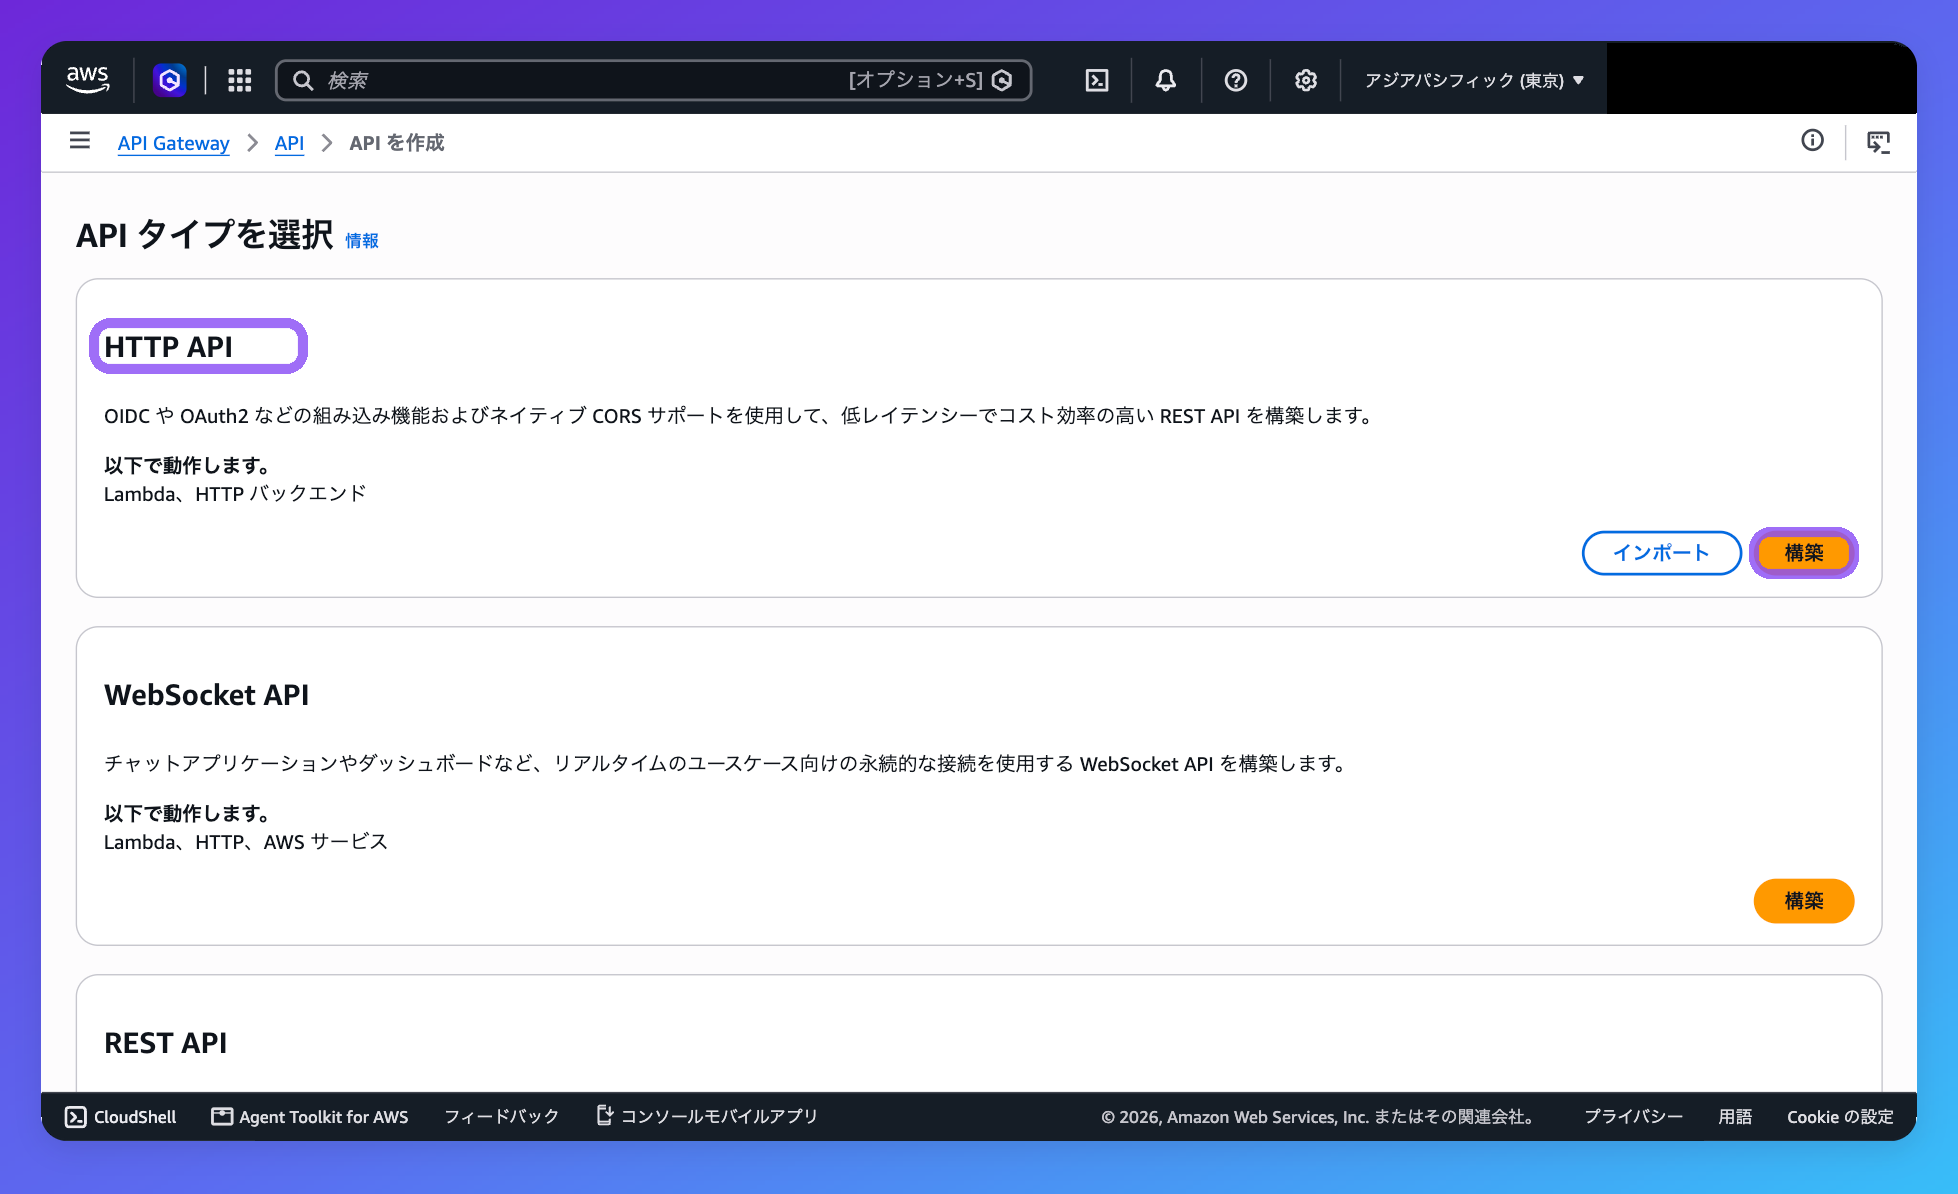 aws
検索 [オプション+S]
アジアパシフィック (東京) ▼
API Gateway > API > API を作成
API タイプを選択 情報
HTTP API
OIDC や OAuth2 などの組み込み機能およびネイティブ CORS サポートを使用して、低レイテンシーでコスト効率の高い REST API を構築します。
以下で動作します。
Lambda、HTTP バックエンド
インポート 構築
WebSocket API
チャットアプリケーションやダッシュボードなど、リアルタイムのユースケース向けの永続的な接続を使用する WebSocket API を構築します。
以下で動作します。
Lambda、HTTP、AWS サービス
構築
REST API
CloudShell Agent Toolkit for AWS フィードバック コンソールモバイルアプリ © 2026, Amazon Web Services, Inc. またはその関連会社。 プライバシー 用語 Cookie の設定